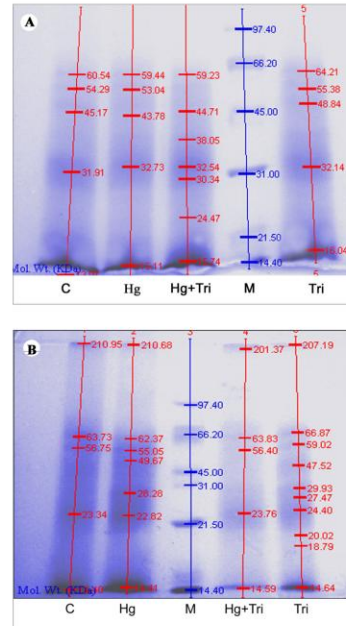 A
5
97.40
60.54 59.44 59.23 66.20 64.21
54.29 53.04 55.38
45.17 43.78 44.71 45.00 48.84
38.05
31.91 32.73 32.54 31.00 32.14
30.34
24.47
21.50
16.04
Mol. Wt. (KDa) 14.40
C Hg Hg+Tri M Tri
B
210.95 210.68 201.37 207.19
97.40
63.73 62.37 66.20 63.83 66.87
56.75 55.05 56.40 59.02
49.67 45.00 47.52
28.28 31.00 29.93
27.47
23.34 22.82 21.50 23.76 24.40
20.02
18.79
Mol. Wt. (KDa) 14.40 14.59 14.64
C Hg M Hg+Tri Tri